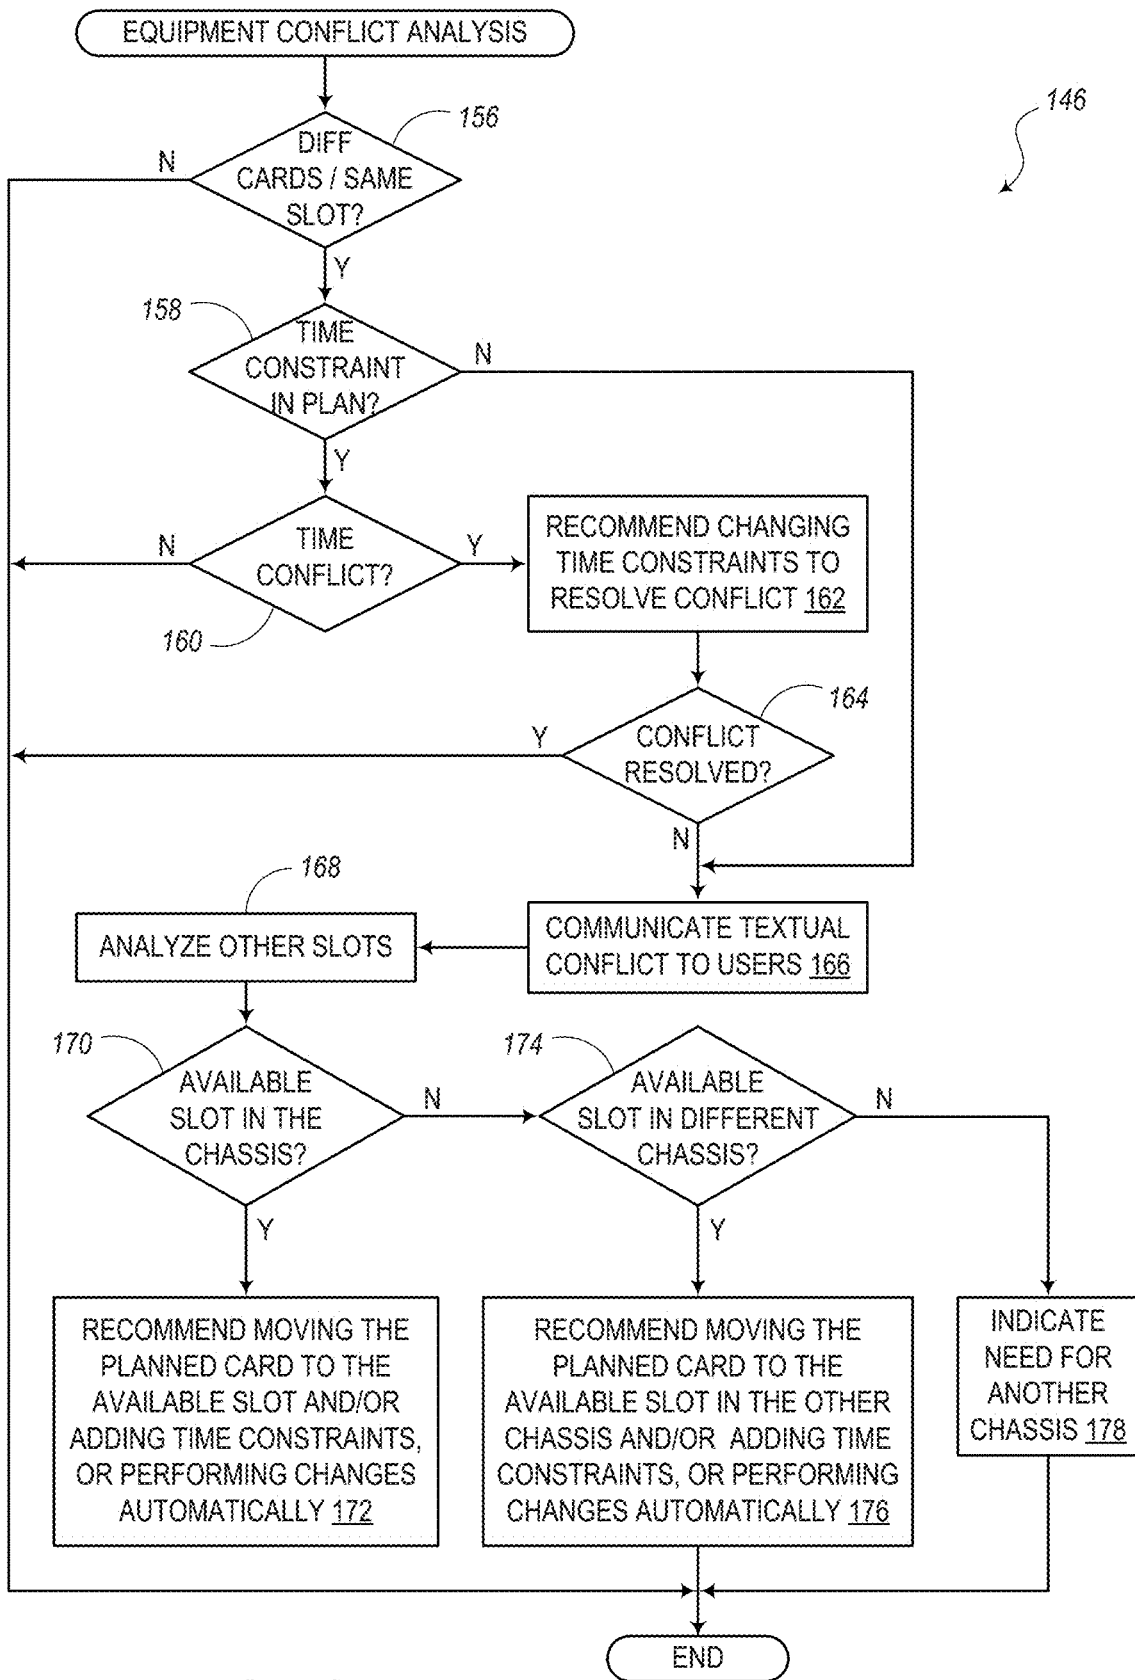 EQUIPMENT CONFLICT ANALYSIS
146
156
DIFF
CARDS / SAME
SLOT?
N
Y
158
TIME
CONSTRAINT
IN PLAN?
N
Y
160
TIME
CONFLICT?
N
Y
RECOMMEND CHANGING
TIME CONSTRAINTS TO
RESOLVE CONFLICT 162
164
CONFLICT
RESOLVED?
Y
N
COMMUNICATE TEXTUAL
CONFLICT TO USERS 166
168
ANALYZE OTHER SLOTS
170
AVAILABLE
SLOT IN THE
CHASSIS?
N
Y
174
AVAILABLE
SLOT IN DIFFERENT
CHASSIS?
N
Y
RECOMMEND MOVING THE
PLANNED CARD TO THE
AVAILABLE SLOT AND/OR
ADDING TIME CONSTRAINTS,
OR PERFORMING CHANGES
AUTOMATICALLY 172
RECOMMEND MOVING THE
PLANNED CARD TO THE
AVAILABLE SLOT IN THE OTHER
CHASSIS AND/OR ADDING TIME
CONSTRAINTS, OR PERFORMING
CHANGES AUTOMATICALLY 176
INDICATE
NEED FOR
ANOTHER
CHASSIS 178
END